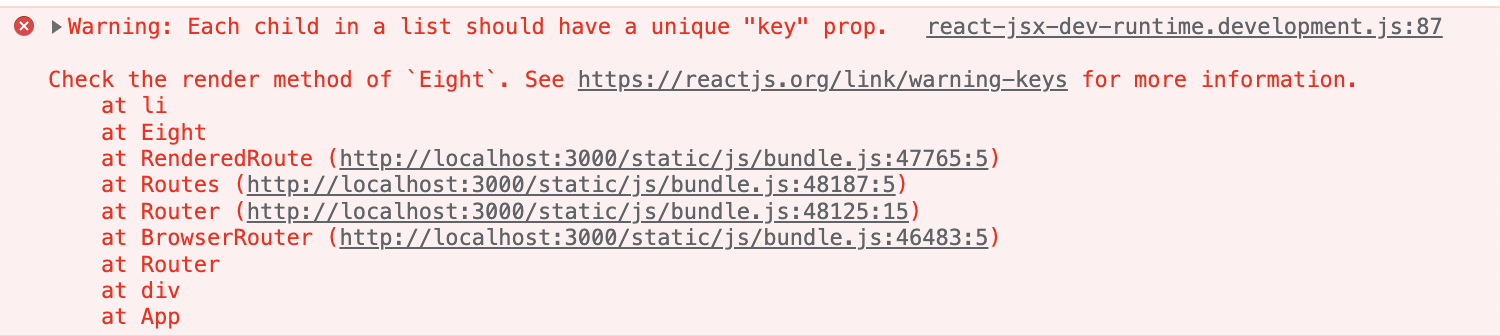 Warning: Each child in a list should have a unique "key" prop. react-jsx-dev-runtime.development.js:87
Check the render method of `Eight`. See https://reactjs.org/link/warning-keys for more information.
at li
at Eight
at RenderedRoute (http://localhost:3000/static/js/bundle.js:47765:5)
at Routes (http://localhost:3000/static/js/bundle.js:48187:5)
at Router (http://localhost:3000/static/js/bundle.js:48125:15)
at BrowserRouter (http://localhost:3000/static/js/bundle.js:46483:5)
at Router
at div
at App